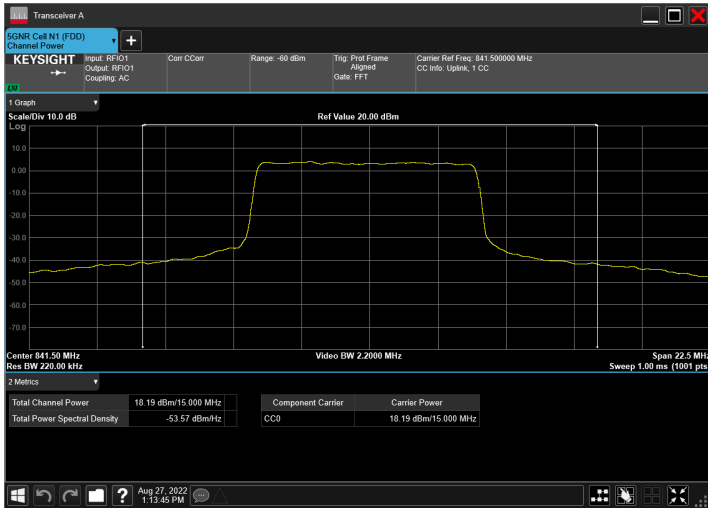 Transceiver A
5GNR Cell N1 (FDD)
Channel Power
KEYSIGHT
LXI
Input: RFIO1
Output: RFIO1
Coupling: AC
Corr CCorr
Range: -60 dBm
Trig: Prot Frame
Aligned
Gate: FFT
Carrier Ref Freq: 841.500000 MHz
CC Info: Uplink, 1 CC
1 Graph
Scale/Div 10.0 dB
Ref Value 20.00 dBm
Log
10.0
0.00
-10.0
-20.0
-30.0
-40.0
-50.0
-60.0
-70.0
Center 841.50 MHz
Video BW 2.2000 MHz
Span 22.5 MHz
Res BW 220.00 kHz
Sweep 1.00 ms (1001 pts
2 Metrics
Total Channel Power 18.19 dBm/15.000 MHz
Total Power Spectral Density -53.57 dBm/Hz
Component Carrier Carrier Power
CC0 18.19 dBm/15.000 MHz
Aug 27, 2022
1:13:45 PM